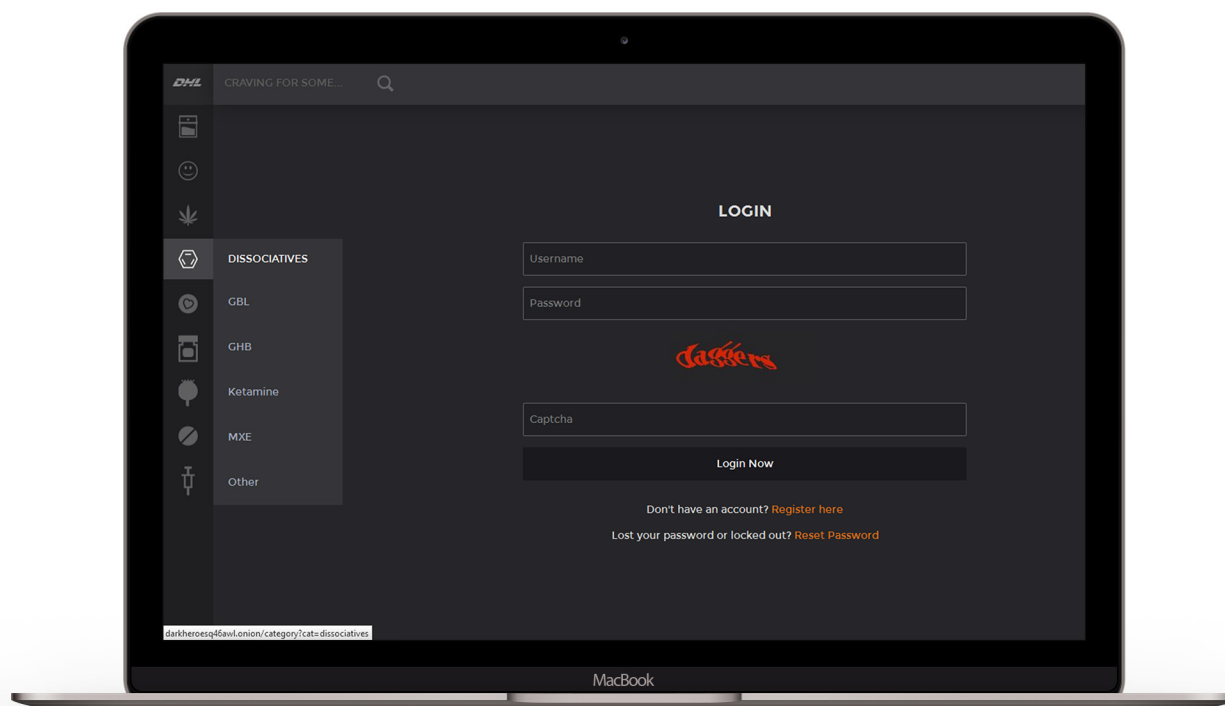 DHL
CRAVING FOR SOME...
LOGIN
DISSOCIATIVES
Username
GBL
Password
GHB
daggers
Ketamine
Captcha
MXE
Login Now
Other
Don't have an account? Register here
Lost your password or locked out? Reset Password
darkheroesq46awl.onion/category?cat=dissociatives
MacBook